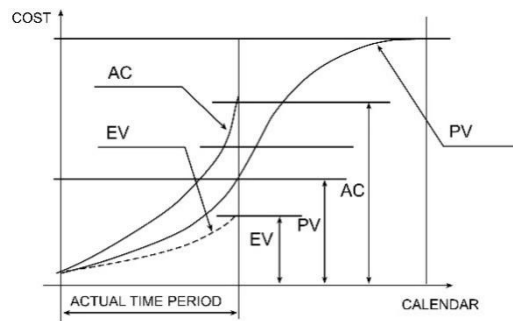 COST
AC
EV
PV
AC
PV
EV
ACTUAL TIME PERIOD
CALENDAR